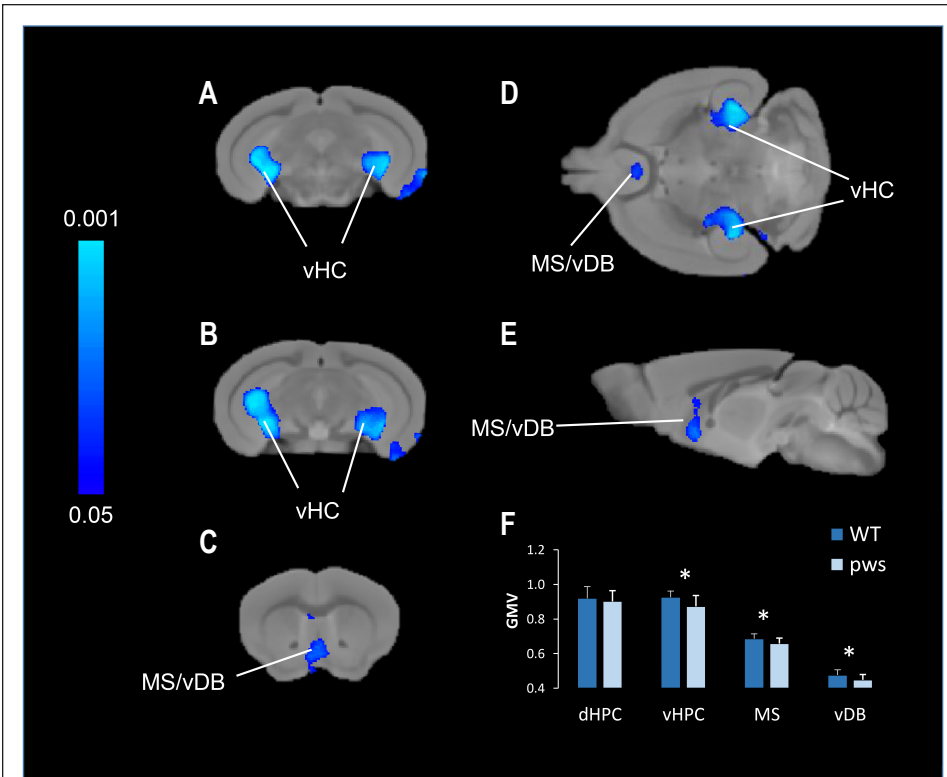 A
D
0.001
vHC
vHC
MS/vDB
B
E
MS/vDB
vHC
0.05
C
F
WT
pws
1.2
*
1.0
*
GMV
0.8
*
0.6
MS/vDB
0.4
dHPC vHPC MS vDB